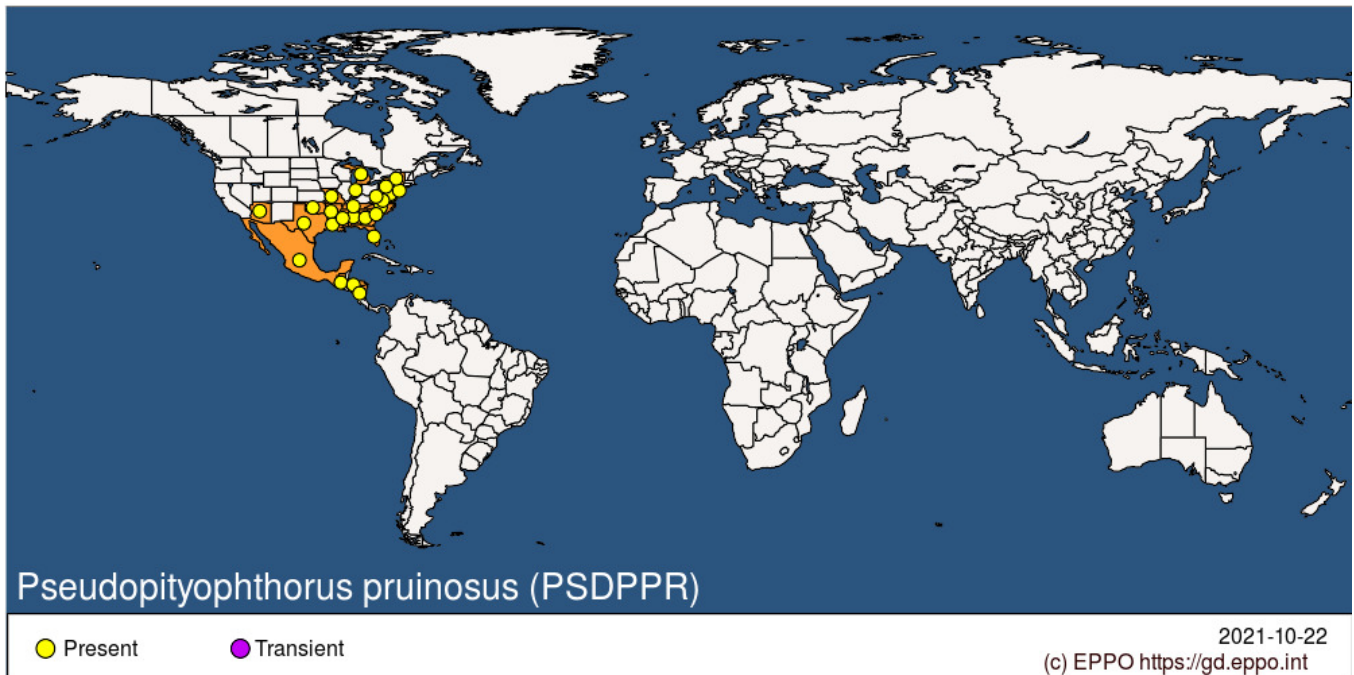 Pseudopityophthorus pruinosus (PSDPPR)
Present
Transient
2021-10-22
(c) EPPO https://gd.eppo.int